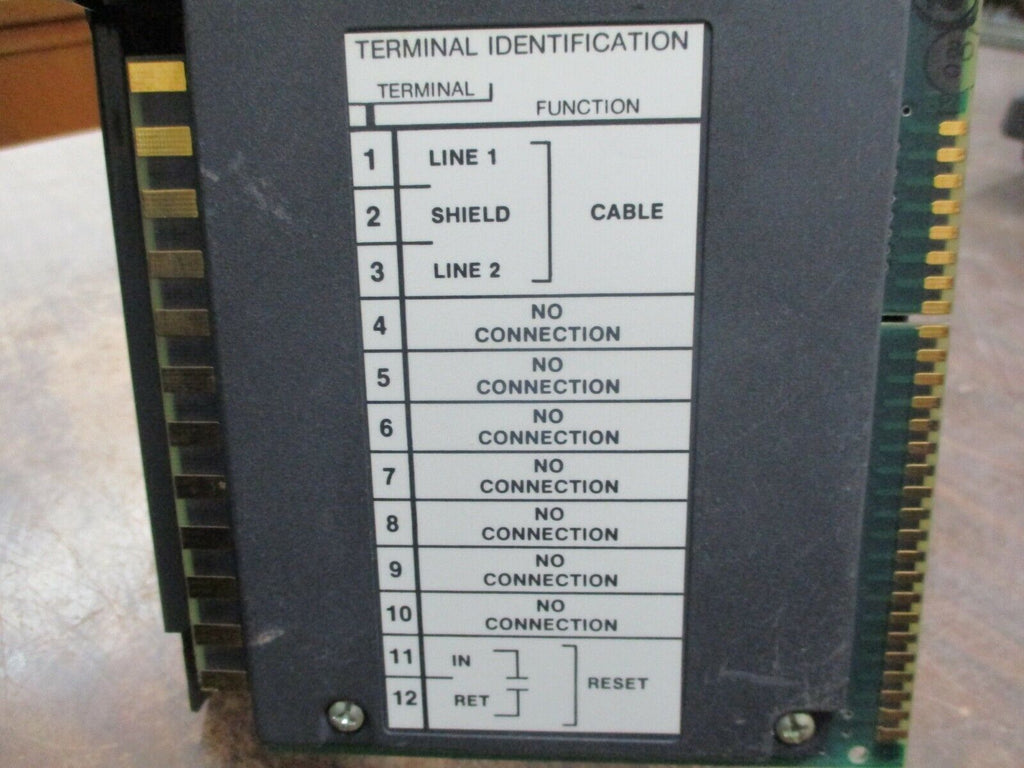 TERMINAL IDENTIFICATION
TERMINAL
FUNCTION
1 LINE 1
2 SHIELD CABLE
3 LINE 2
4 NO
CONNECTION
5 NO
CONNECTION
6 NO
CONNECTION
7 NO
CONNECTION
8 NO
CONNECTION
9 NO
CONNECTION
10 NO
CONNECTION
11 IN
RESET
12 RET